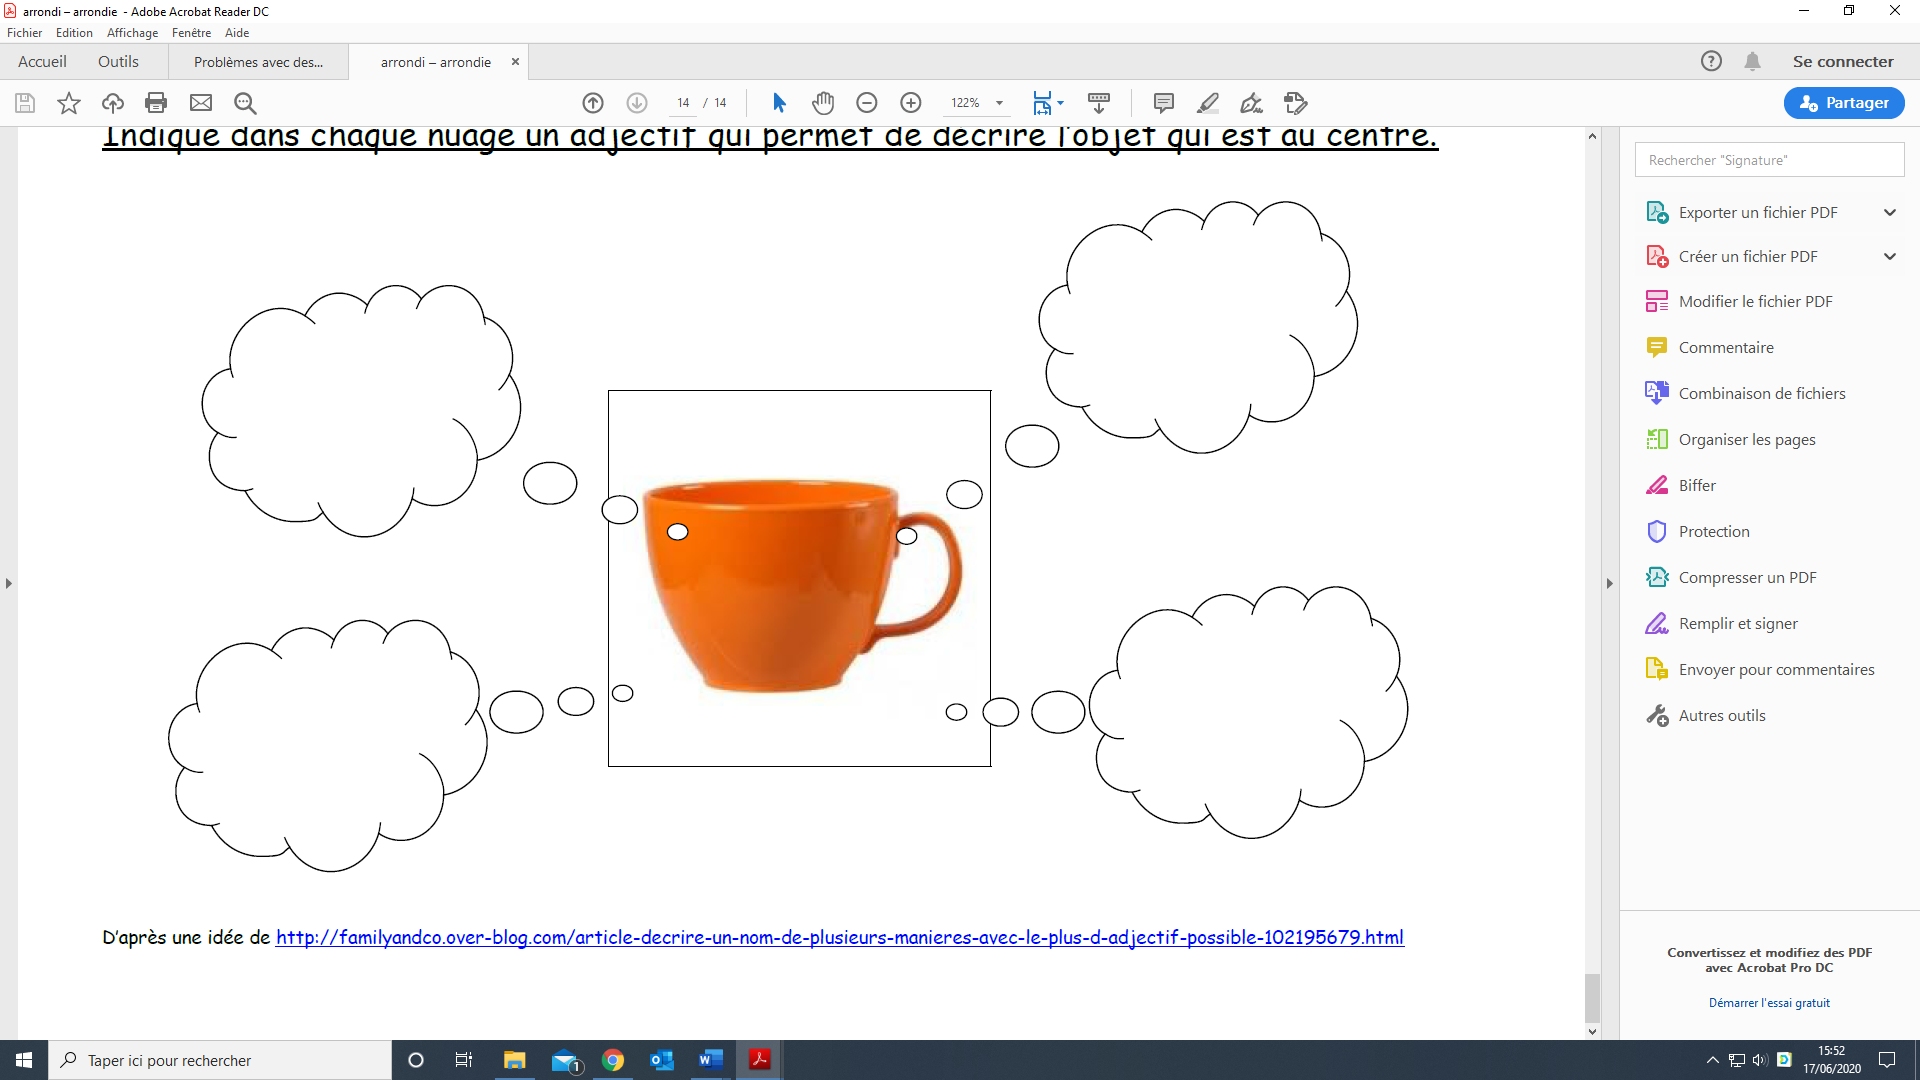 arrondi – arrondie - Adobe Acrobat Reader DC
Fichier Edition Affichage Fenêtre Aide
Accueil Outils Problèmes avec des... arrondi – arrondie × Se connecter
14 / 14 122% Partager
Indique dans chaque nuage un adjectif qui permet de décrire l'objet qui est au centre.
Rechercher "Signature"
Exporter un fichier PDF
Créer un fichier PDF
Modifier le fichier PDF
Commentaire
Combinaison de fichiers
Organiser les pages
Biffer
Protection
Compresser un PDF
Remplir et signer
Envoyer pour commentaires
Autres outils
D'après une idée de http://familyandco.over-blog.com/article-decrire-un-nom-de-plusieurs-manieres-avec-le-plus-d-adjectif-possible-102195679.html
Convertissez et modifiez des PDF
avec Acrobat Pro DC
Démarrer l'essai gratuit
Taper ici pour rechercher
1
15:52
17/06/2020